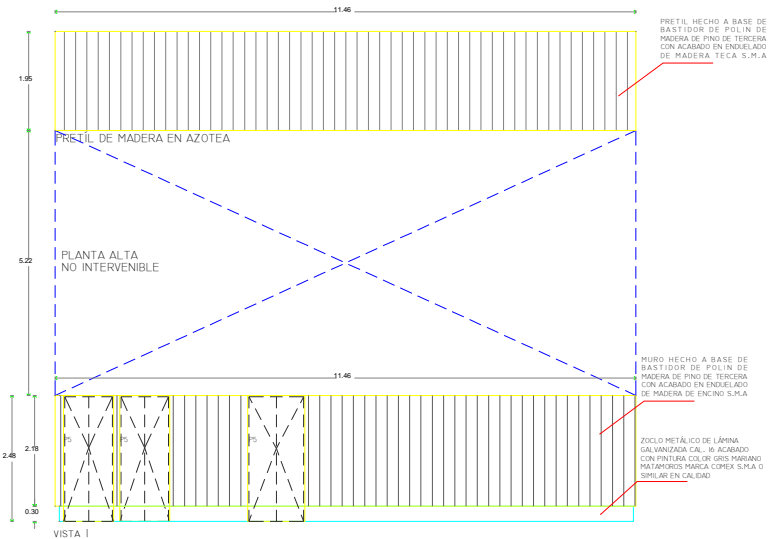 11.46
PRETIL HECHO A BASE DE
BASTIDOR DE POLIN DE
MADERA DE PINO DE TERCERA
CON ACABADO EN ENDUELADO
DE MADERA TECA S.M.A
1.95
PRETIL DE MADERA EN AZOTEA
PLANTA ALTA
NO INTERVENIBLE
5.22
11.46
MURO HECHO A BASE DE
BASTIDOR DE POLIN DE
MADERA DE PINO DE TERCERA
CON ACABADO EN ENDUELADO
DE MADERA DE ENCINO S.M.A
P5
P5
P5
2.18
2.48
ZOCLO METÁLICO DE LÁMINA
GALVANIZADA CAL. 16 ACABADO
CON PINTURA COLOR GRIS MARIANO
MATAMOROS MARCA COMEX S.M.A O
SIMILAR EN CALIDAD
0.30
VISTA 1